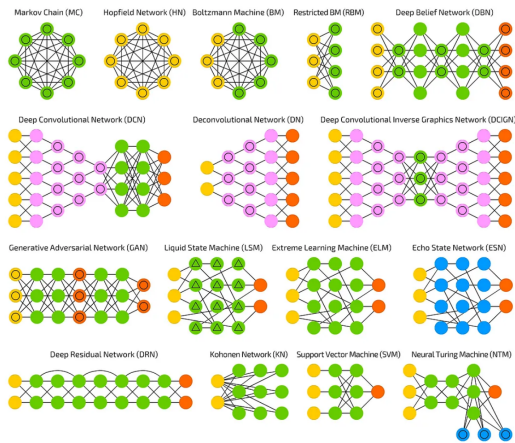 Markov Chain (MC)
Hopfield Network (HN)
Boltzmann Machine (BM)
Restricted BM (RBM)
Deep Belief Network (DBN)
Deep Convolutional Network (DCN)
Deconvolutional Network (DN)
Deep Convolutional Inverse Graphics Network (DCIGN)
Generative Adversarial Network (GAN)
Liquid State Machine (LSM)
Extreme Learning Machine (ELM)
Echo State Network (ESN)
Deep Residual Network (DRN)
Kohonen Network (KN)
Support Vector Machine (SVM)
Neural Turing Machine (NTM)